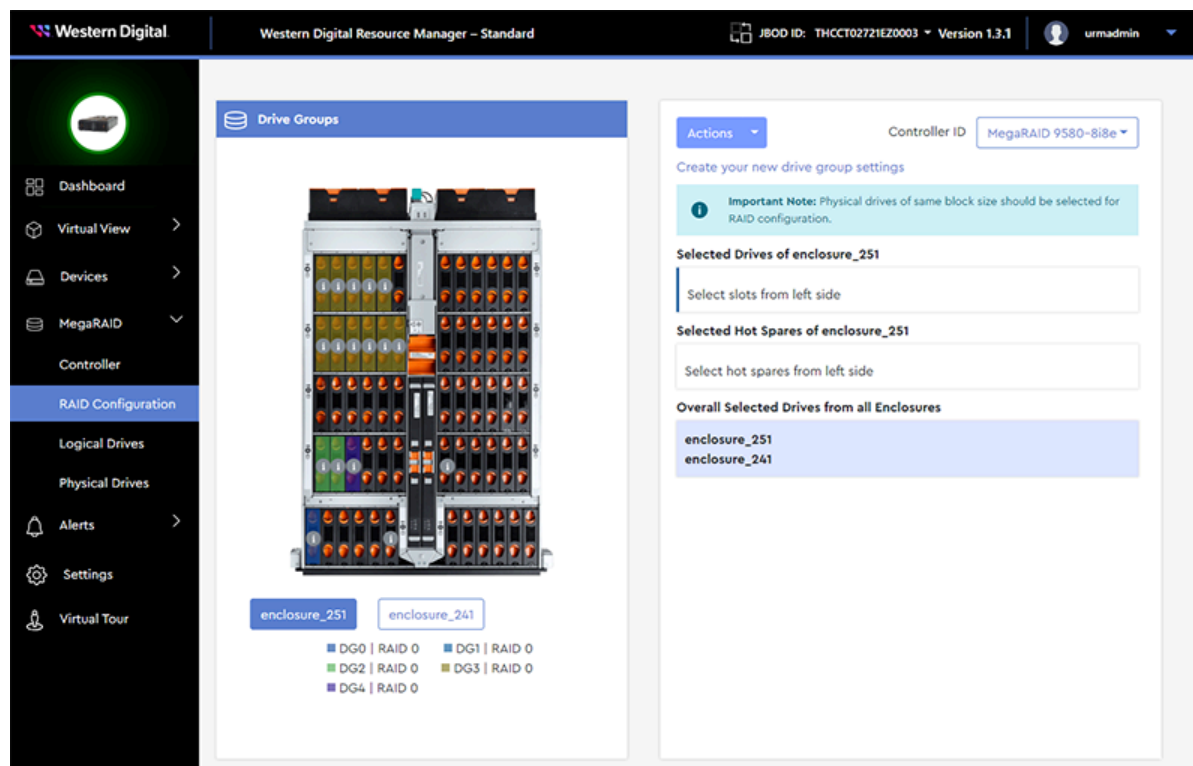 Western Digital.
Western Digital Resource Manager – Standard
JBOD ID: THCCT02721EZ0003
Version 1.3.1
urmadmin
Dashboard
Virtual View
Devices
MegaRAID
Controller
RAID Configuration
Logical Drives
Physical Drives
Alerts
Settings
Virtual Tour
Drive Groups
enclosure_251
enclosure_241
DG0 | RAID 0
DG1 | RAID 0
DG2 | RAID 0
DG3 | RAID 0
DG4 | RAID 0
Actions
Controller ID
MegaRAID 9580-8i8e
Create your new drive group settings
Important Note: Physical drives of same block size should be selected for
RAID configuration.
Selected Drives of enclosure_251
Select slots from left side
Selected Hot Spares of enclosure_251
Select hot spares from left side
Overall Selected Drives from all Enclosures
enclosure_251
enclosure_241